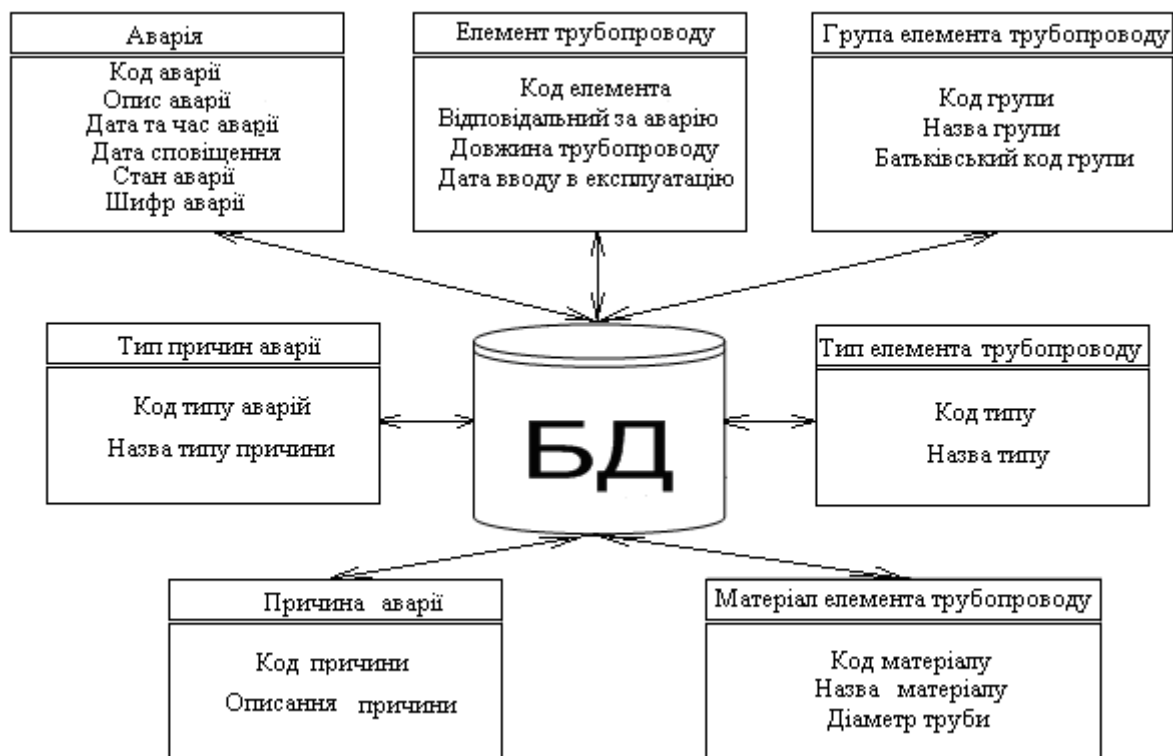 Аварія
Код аварії
Опис аварії
Дата та час аварії
Дата сповіщення
Стан аварії
Шифр аварії
Елемент трубопроводу
Код елемента
Відповідальний за аварію
Довжина трубопроводу
Дата вводу в експлуатацію
Група елемента трубопроводу
Код групи
Назва групи
Батьківський код групи
Тип причин аварії
Код типу аварій
Назва типу причини
БД
Тип елемента трубопроводу
Код типу
Назва типу
Причина аварії
Код причини
Описання причини
Матеріал елемента трубопроводу
Код матеріалу
Назва матеріалу
Діаметр труби